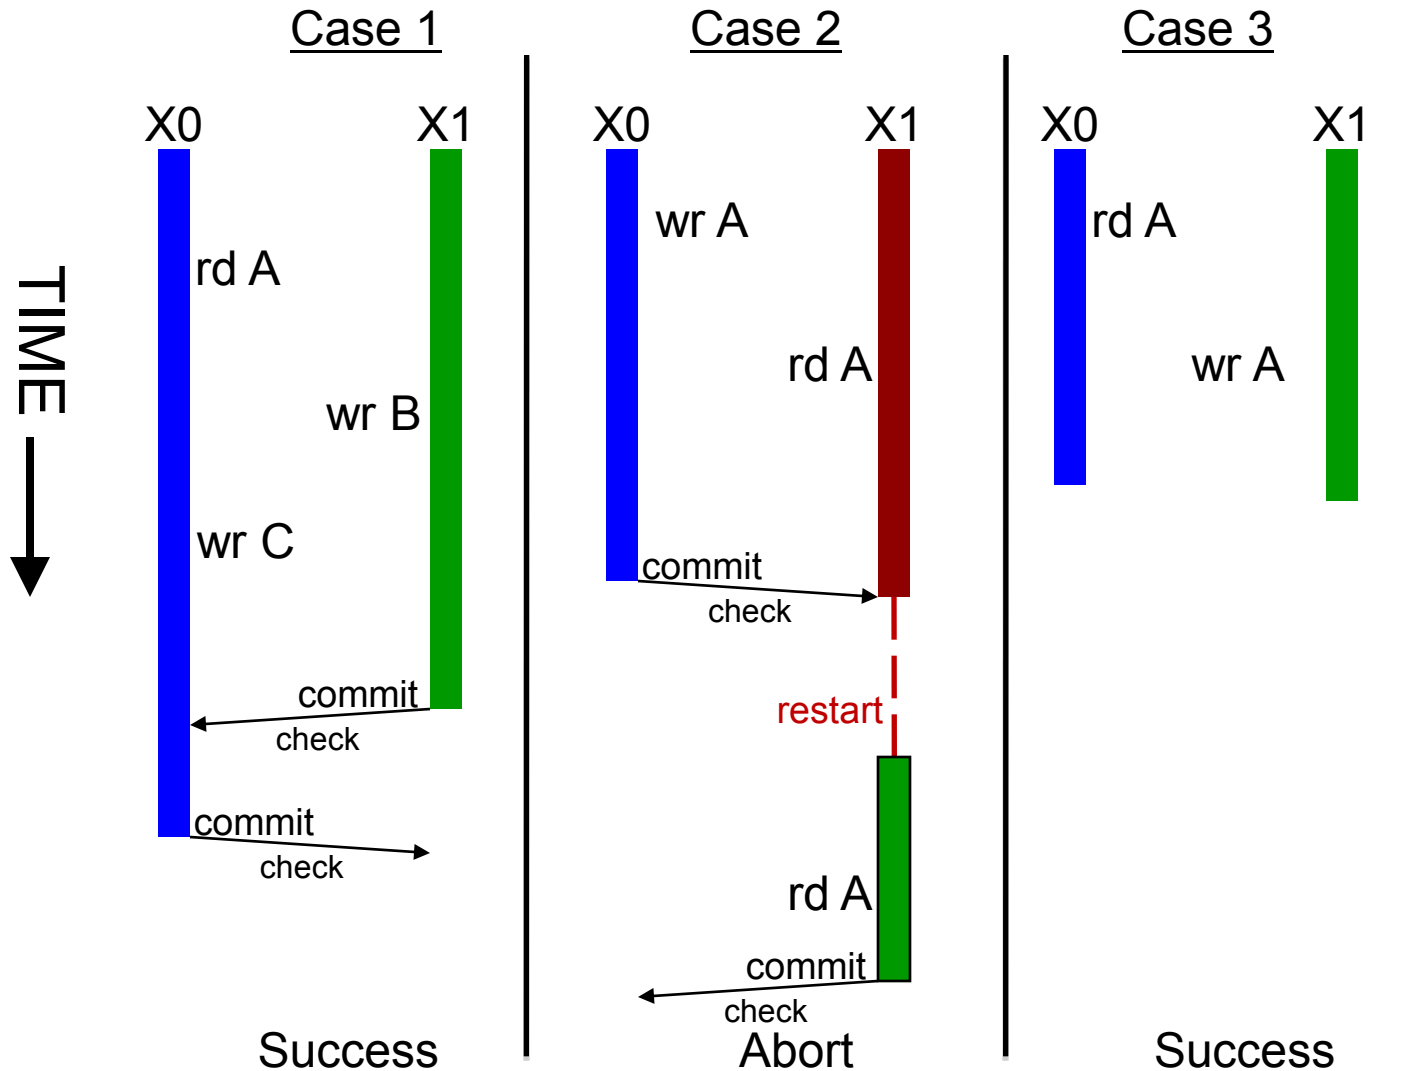 Case 1
Case 2
Case 3
X0
X1
X0
X1
X0
X1
TIME
rd A
wr B
wr C
commit
check
commit
check
Success
wr A
rd A
commit
check
restart
rd A
commit
check
Abort
rd A
wr A
Success